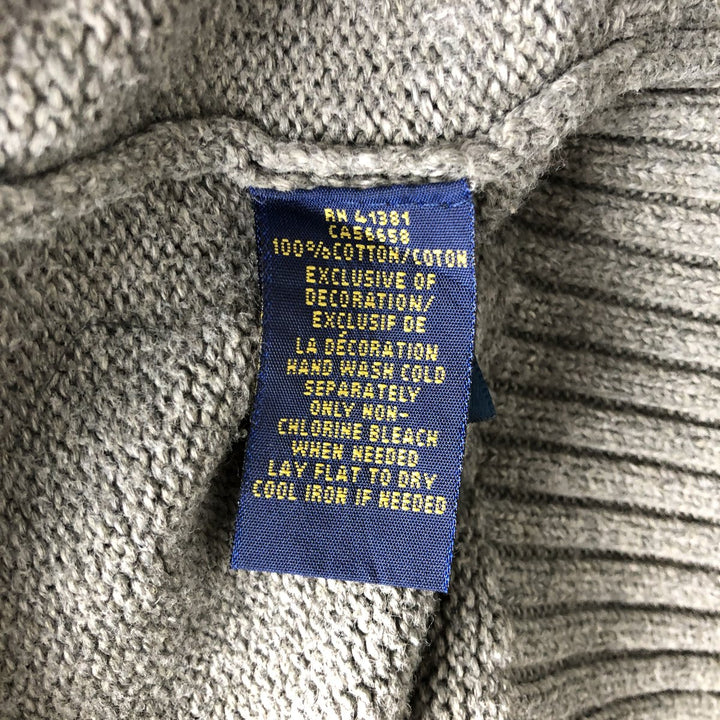 RN 41381
CA56658
100%COTTON/COTON
EXCLUSIVE OF
DECORATION/
EXCLUSIF DE
LA DÉCORATION
HAND WASH COLD
SEPARATELY
ONLY NON-
CHLORINE BLEACH
WHEN NEEDED
LAY FLAT TO DRY
COOL IRON IF NEEDED